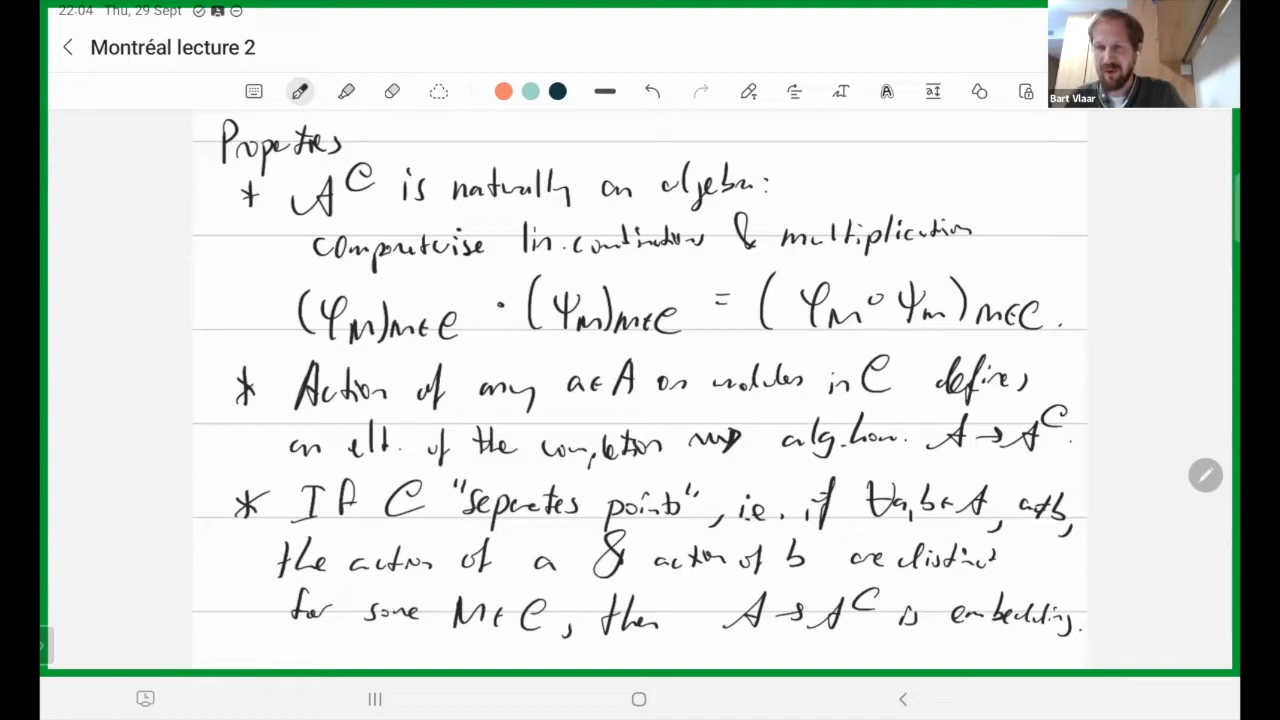 22:04 Thu, 29 Sept
Montréal lecture 2
Bart Vlaar
Properties
* A^C is naturally an algebra:
componentwise lin. combinations & multiplication
(φ_M)_{M∈C} · (ψ_M)_{M∈C} = (φ_M ∘ ψ_M)_{M∈C}.
* Action of any a∈A on modules in C defines
an elt. of the completion ⇝ alg. hom. A → A^C.
* If C "separates points", i.e. if ∀a,b∈A, a≠b,
the action of a & action of b are distinct
for some M∈C, then A → A^C is embedding.